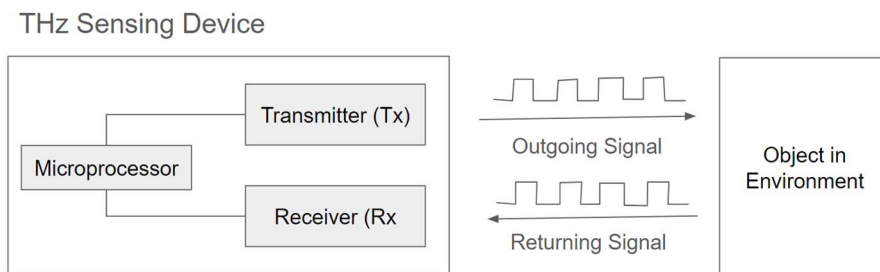 THz Sensing Device
Transmitter (Tx)
Microprocessor
Receiver (Rx
Outgoing Signal
Returning Signal
Object in
Environment